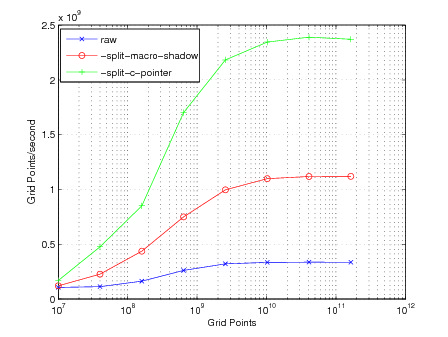 x 10^9
2.5
2
1.5
1
0.5
0
Grid Points/second
raw
-split-macro-shadow
-split-c-pointer
10^7 10^8 10^9 10^10 10^11 10^12
Grid Points